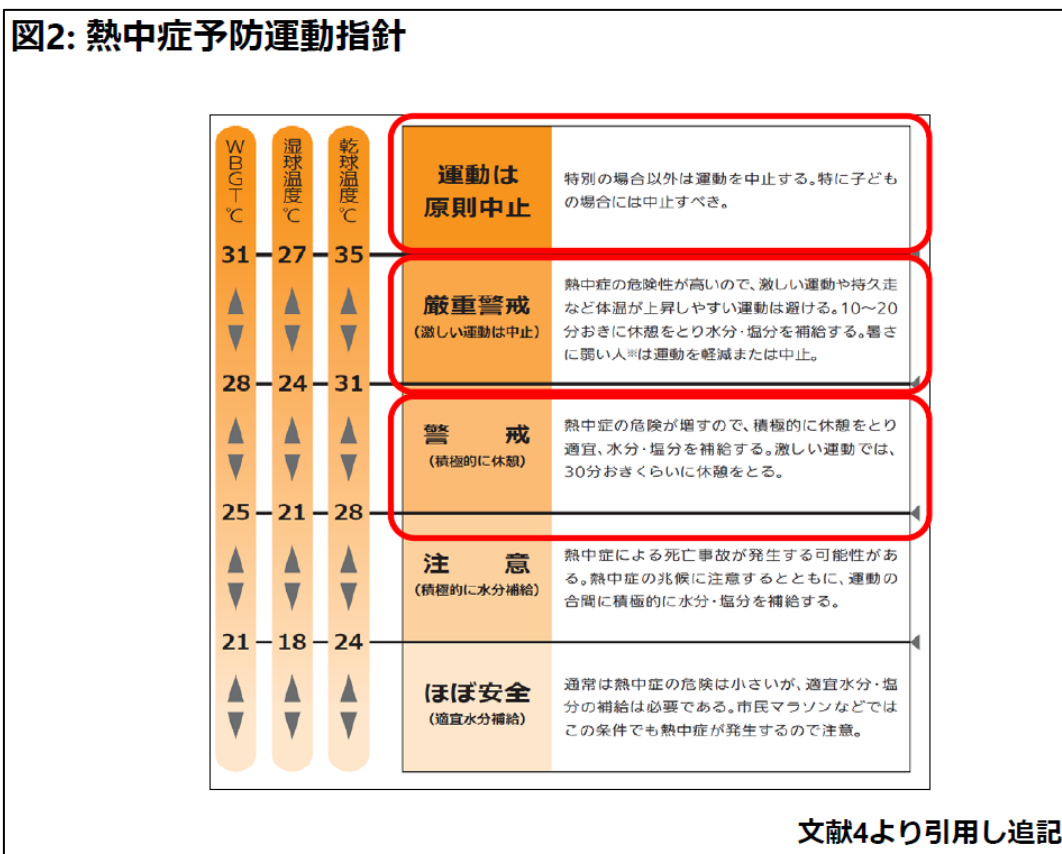 図2: 熱中症予防運動指針
WBGT℃
湿球温度℃
乾球温度℃
運動は
原則中止
特別の場合以外は運動を中止する。特に子ども
の場合には中止すべき。
31 27 35
厳重警戒
(激しい運動は中止)
熱中症の危険性が高いので、激しい運動や持久走
など体温が上昇しやすい運動は避ける。10〜20
分おきに休憩をとり水分・塩分を補給する。暑さ
に弱い人※は運動を軽減または中止。
28 24 31
警 戒
(積極的に休憩)
熱中症の危険が増すので、積極的に休憩をとり
適宜、水分・塩分を補給する。激しい運動では、
30分おきくらいに休憩をとる。
25 21 28
注 意
(積極的に水分補給)
熱中症による死亡事故が発生する可能性があ
る。熱中症の兆候に注意するとともに、運動の
合間に積極的に水分・塩分を補給する。
21 18 24
ほぼ安全
(適宜水分補給)
通常は熱中症の危険は小さいが、適宜水分・塩
分の補給は必要である。市民マラソンなどでは
この条件でも熱中症が発生するので注意。
文献4より引用し追記